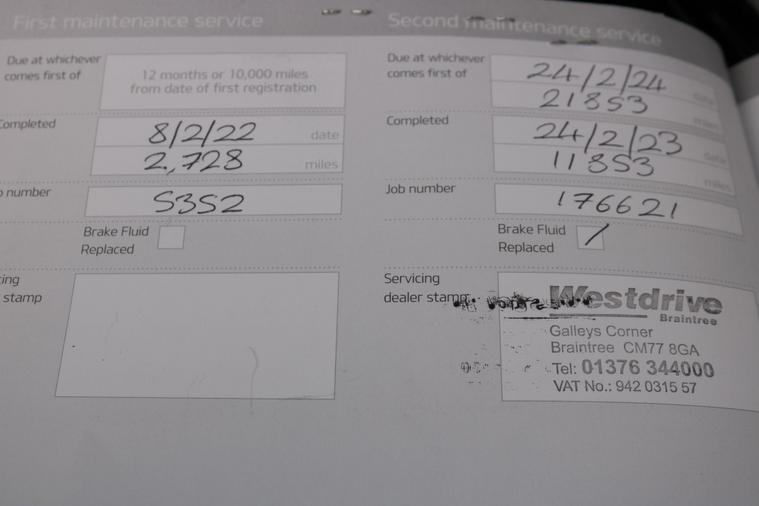 First maintenance service
Due at whichever
comes first of
12 months or 10,000 miles
from date of first registration
Completed
8/2/22 date
2,728 miles
number
5352
Brake Fluid
Replaced
stamp
Second maintenance service
Due at whichever
comes first of
24/2/24 date
21853 miles
Completed
24/2/23 date
11853 miles
Job number
176621
Brake Fluid
Replaced
/
Servicing
dealer stamp
Westdrive
Braintree
Galleys Corner
Braintree CM77 8GA
Tel: 01376 344000
VAT No.: 942 0315 57